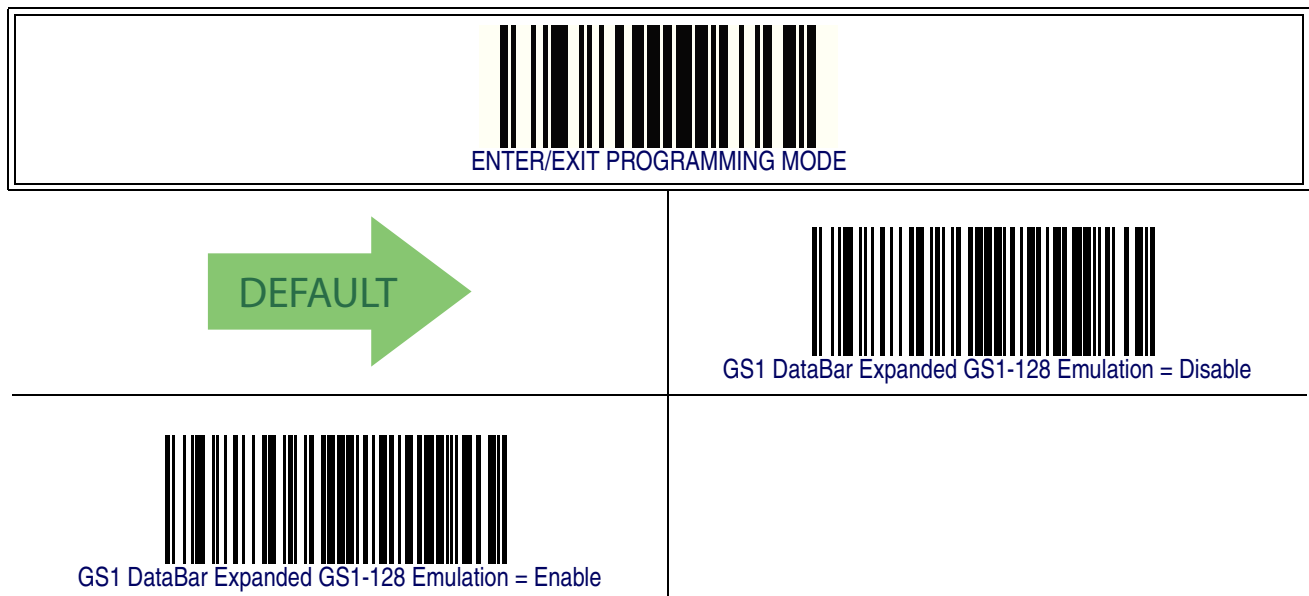 ENTER/EXIT PROGRAMMING MODE
DEFAULT
GS1 DataBar Expanded GS1-128 Emulation = Disable
GS1 DataBar Expanded GS1-128 Emulation = Enable